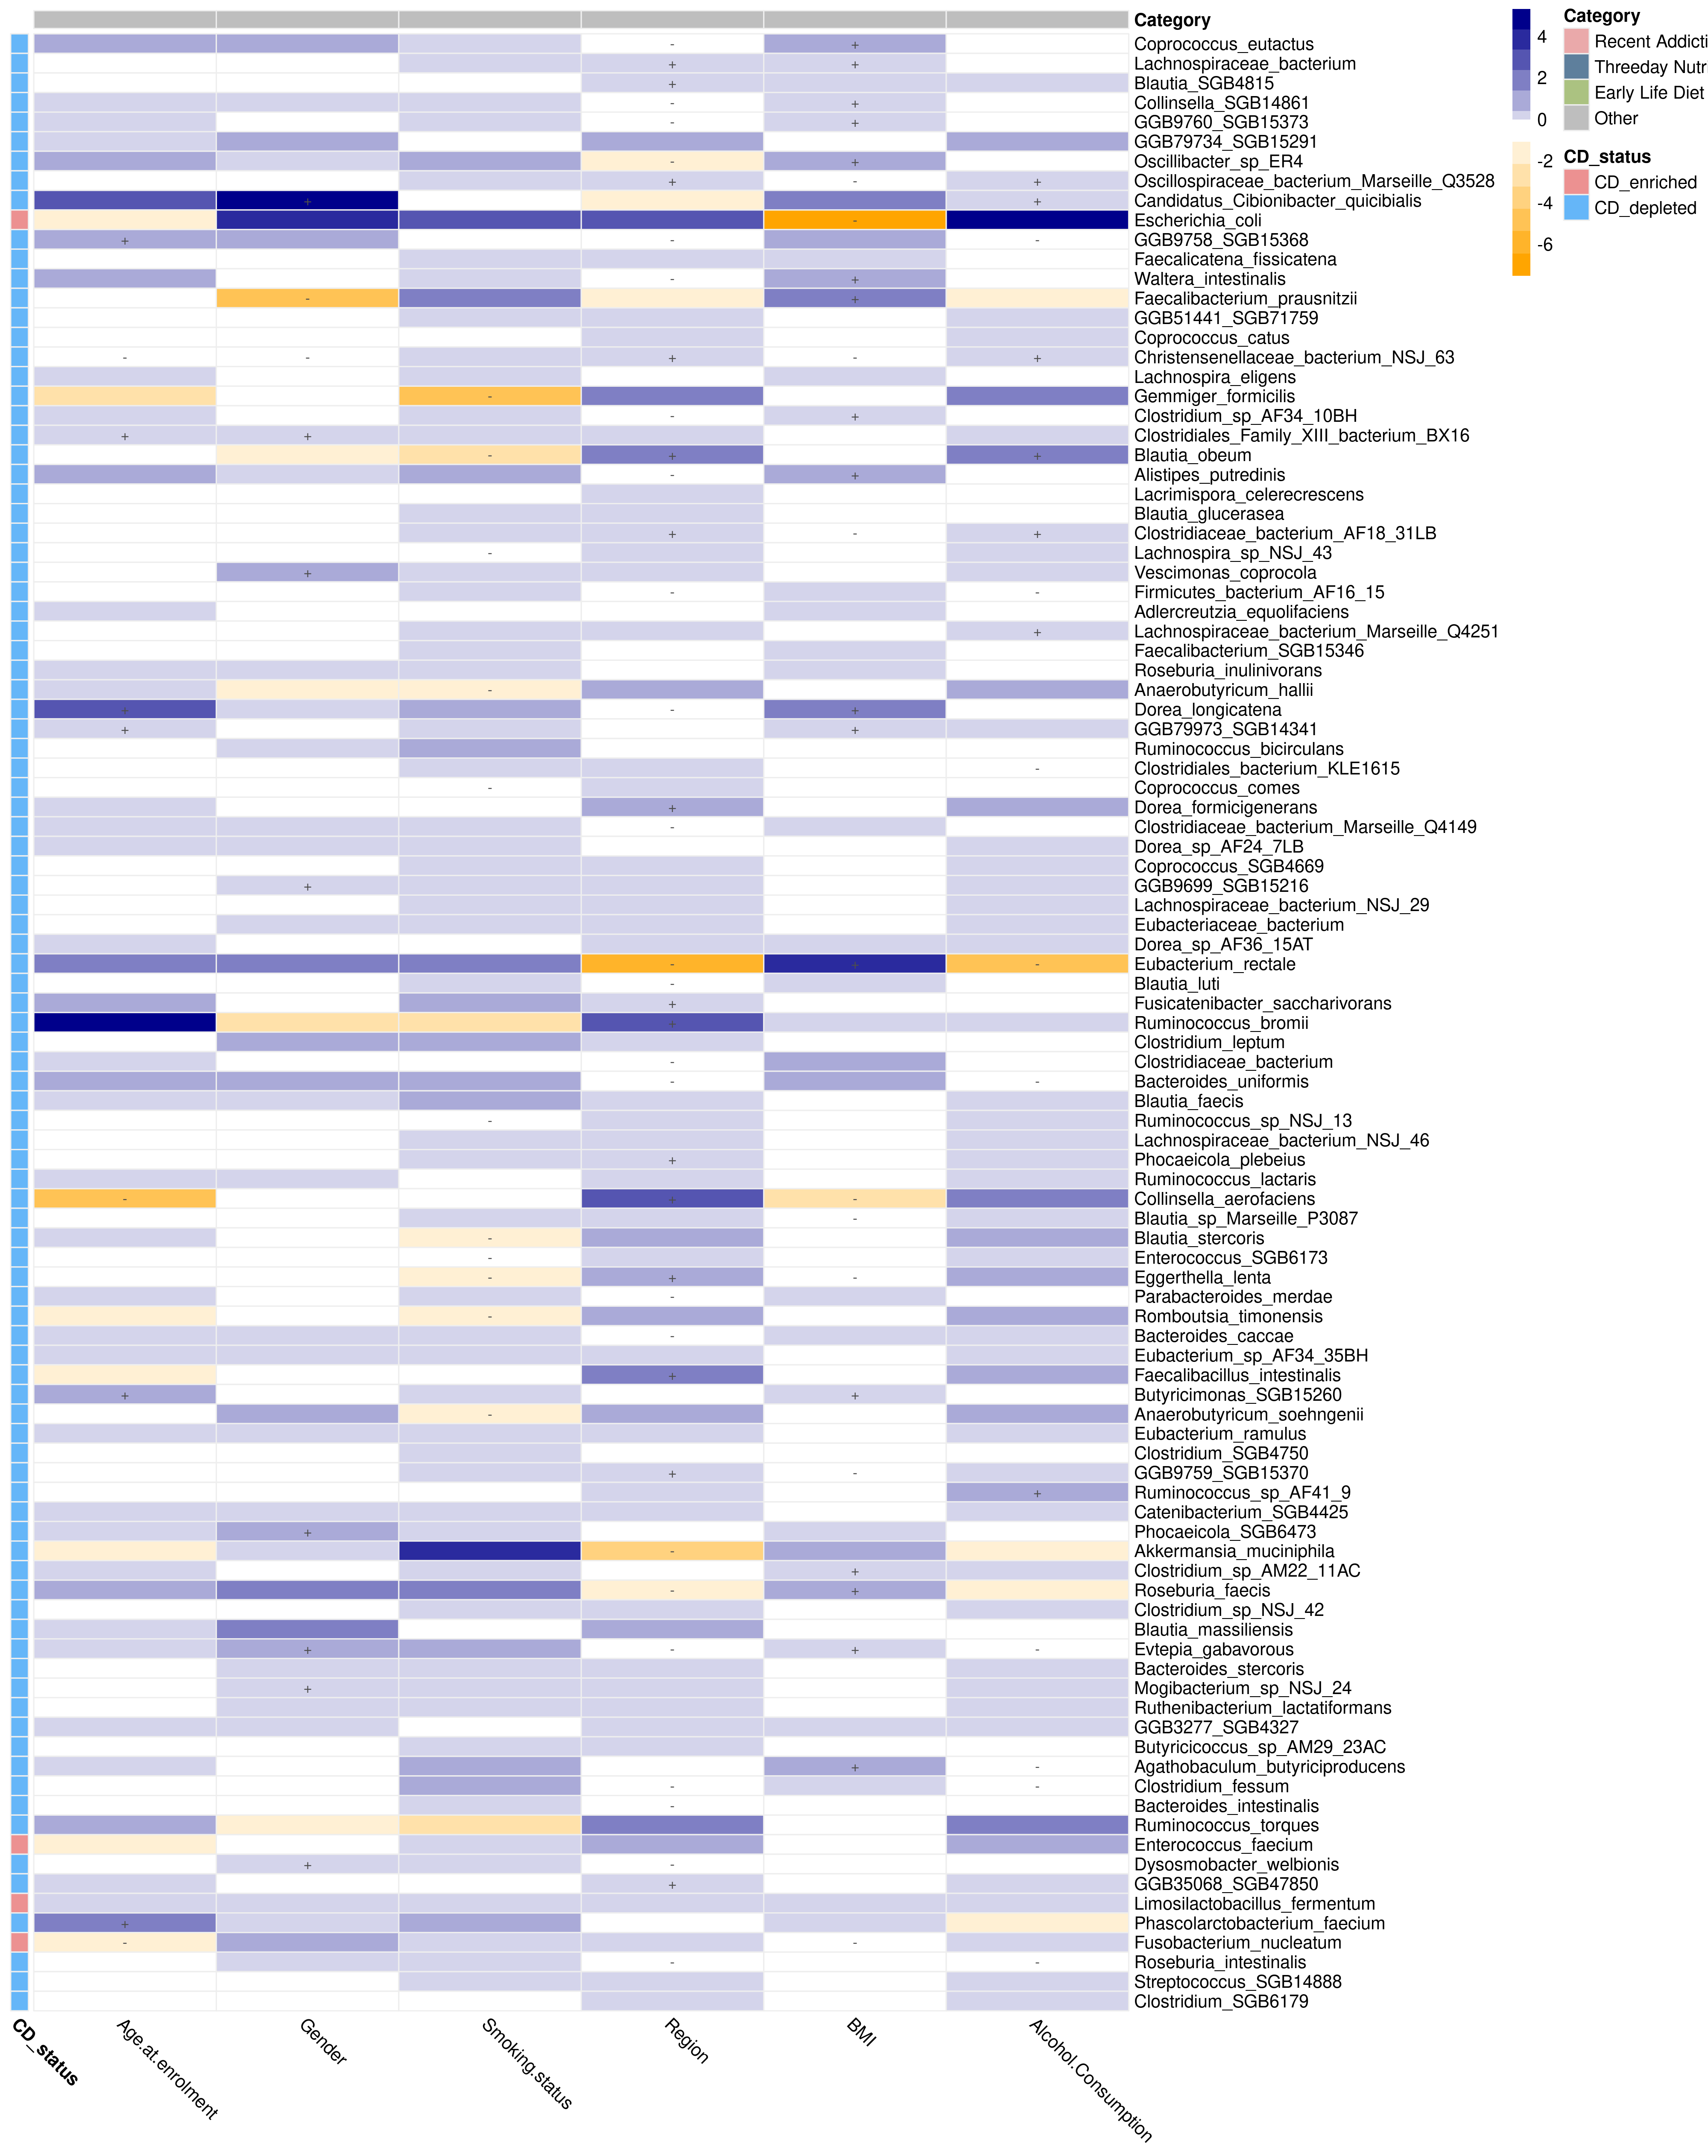 Category
Coprococcus_eutactus
Lachnospiraceae_bacterium
Blautia_SGB4815
Collinsella_SGB14861
GGB9760_SGB15373
GGB79734_SGB15291
Oscillibacter_sp_ER4
Oscillospiraceae_bacterium_Marseille_Q3528
Candidatus_Cibionibacter_quicibialis
Escherichia_coli
GGB9758_SGB15368
Faecalicatena_fissicatena
Waltera_intestinalis
Faecalibacterium_prausnitzii
GGB51441_SGB71759
Coprococcus_catus
Christensenellaceae_bacterium_NSJ_63
Lachnospira_eligens
Gemmiger_formicilis
Clostridium_sp_AF34_10BH
Clostridiales_Family_XIII_bacterium_BX16
Blautia_obeum
Alistipes_putredinis
Lacrimispora_celerecrescens
Blautia_glucerasea
Clostridiaceae_bacterium_AF18_31LB
Lachnospira_sp_NSJ_43
Vescimonas_coprocola
Firmicutes_bacterium_AF16_15
Adlercreutzia_equolifaciens
Lachnospiraceae_bacterium_Marseille_Q4251
Faecalibacterium_SGB15346
Roseburia_inulinivorans
Anaerobutyricum_hallii
Dorea_longicatena
GGB79973_SGB14341
Ruminococcus_bicirculans
Clostridiales_bacterium_KLE1615
Coprococcus_comes
Dorea_formicigenerans
Clostridiaceae_bacterium_Marseille_Q4149
Dorea_sp_AF24_7LB
Coprococcus_SGB4669
GGB9699_SGB15216
Lachnospiraceae_bacterium_NSJ_29
Eubacteriaceae_bacterium
Dorea_sp_AF36_15AT
Eubacterium_rectale
Blautia_luti
Fusicatenibacter_saccharivorans
Ruminococcus_bromii
Clostridium_leptum
Clostridiaceae_bacterium
Bacteroides_uniformis
Blautia_faecis
Ruminococcus_sp_NSJ_13
Lachnospiraceae_bacterium_NSJ_46
Phocaeicola_plebeius
Ruminococcus_lactaris
Collinsella_aerofaciens
Blautia_sp_Marseille_P3087
Blautia_stercoris
Enterococcus_SGB6173
Eggerthella_lenta
Parabacteroides_merdae
Romboutsia_timonensis
Bacteroides_caccae
Eubacterium_sp_AF34_35BH
Faecalibacillus_intestinalis
Butyricimonas_SGB15260
Anaerobutyricum_soehngenii
Eubacterium_ramulus
Clostridium_SGB4750
GGB9759_SGB15370
Ruminococcus_sp_AF41_9
Catenibacterium_SGB4425
Phocaeicola_SGB6473
Akkermansia_muciniphila
Clostridium_sp_AM22_11AC
Roseburia_faecis
Clostridium_sp_NSJ_42
Blautia_massiliensis
Evtepia_gabavorous
Bacteroides_stercoris
Mogibacterium_sp_NSJ_24
Ruthenibacterium_lactatiformans
GGB3277_SGB4327
Butyricicoccus_sp_AM29_23AC
Agathobaculum_butyriciproducens
Clostridium_fessum
Bacteroides_intestinalis
Ruminococcus_torques
Enterococcus_faecium
Dysosmobacter_welbionis
GGB35068_SGB47850
Limosilactobacillus_fermentum
Phascolarctobacterium_faecium
Fusobacterium_nucleatum
Roseburia_intestinalis
Streptococcus_SGB14888
Clostridium_SGB6179
CD_status
Age.at.enrolment
Gender
Smoking.status
Region
BMI
Alcohol.Consumption
4
2
0
-2
-4
-6
Category
Recent Addicti
Threeday Nutr
Early Life Diet
Other
CD_status
CD_enriched
CD_depleted